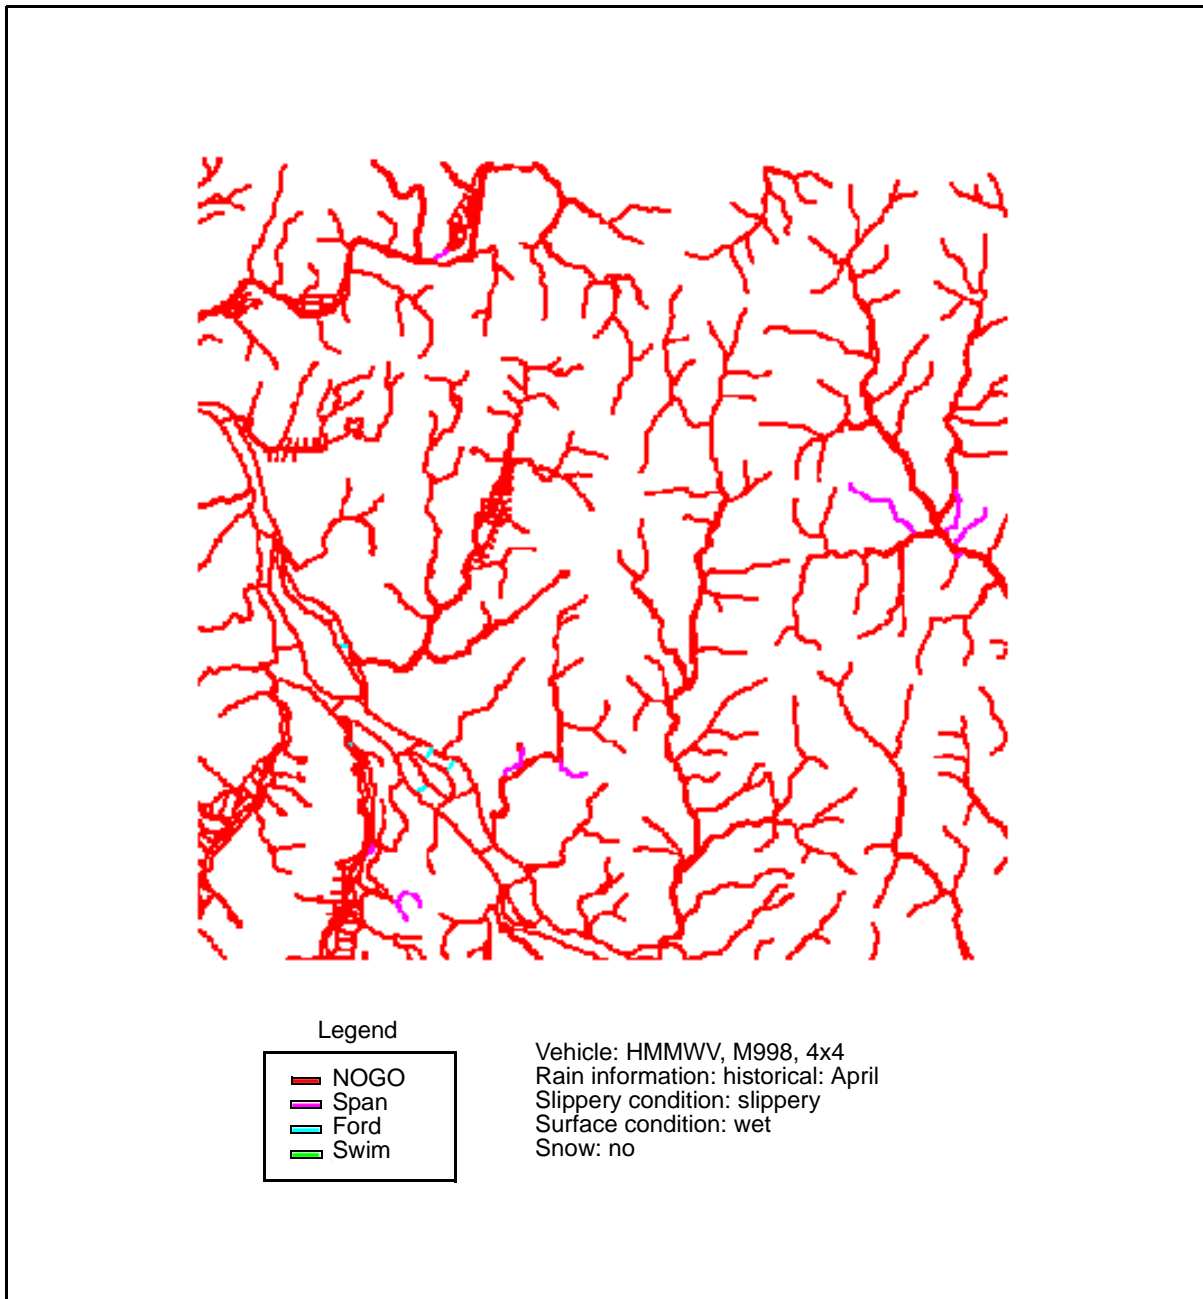 Legend
NOGO
Span
Ford
Swim
Vehicle: HMMWV, M998, 4x4
Rain information: historical: April
Slippery condition: slippery
Surface condition: wet
Snow: no